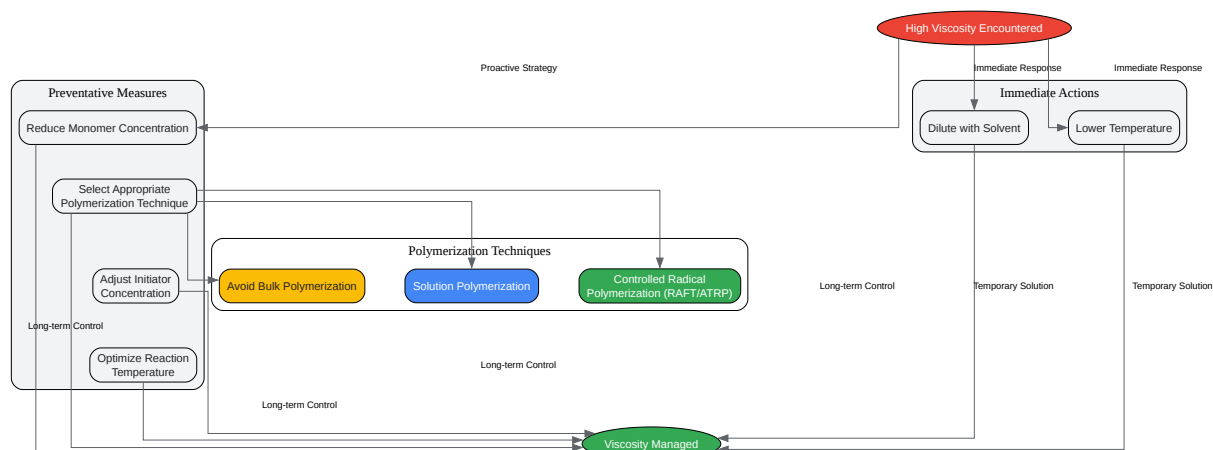 High Viscosity Encountered
Proactive Strategy
Immediate Response
Immediate Response
Preventative Measures
Immediate Actions
Reduce Monomer Concentration
Dilute with Solvent
Lower Temperature
Select Appropriate
Polymerization Technique
Polymerization Techniques
Adjust Initiator
Concentration
Avoid Bulk Polymerization
Solution Polymerization
Controlled Radical
Polymerization (RAFT/ATRP)
Long-term Control
Temporary Solution
Temporary Solution
Long-term Control
Optimize Reaction
Temperature
Long-term Control
Long-term Control
Viscosity Managed